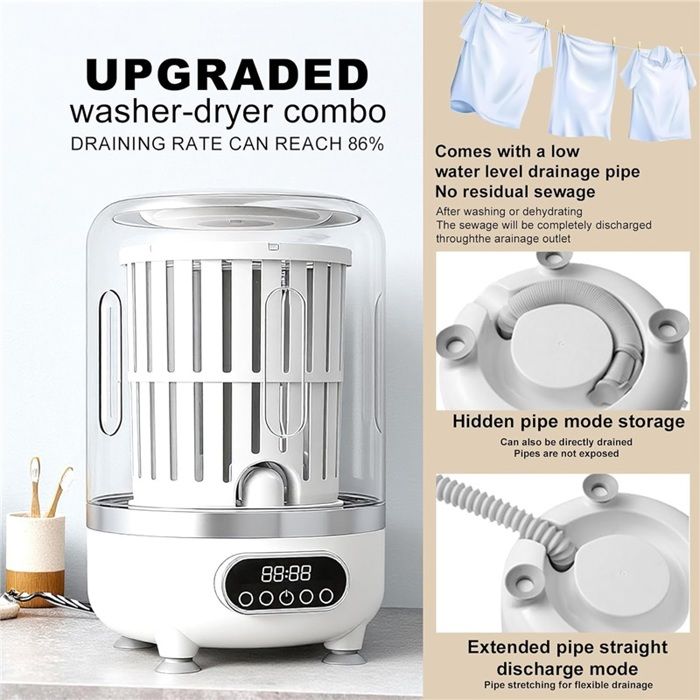 UPGRADED
washer-dryer combo
DRAINING RATE CAN REACH 86%
88:88
Comes with a low
water level drainage pipe
No residual sewage
After washing or dehydrating
The sewage will be completely discharged
throughthe arainage outlet
Hidden pipe mode storage
Can also be directly drained
Pipes are not exposed
Extended pipe straight
discharge mode
Pipe stretching for flexible drainage